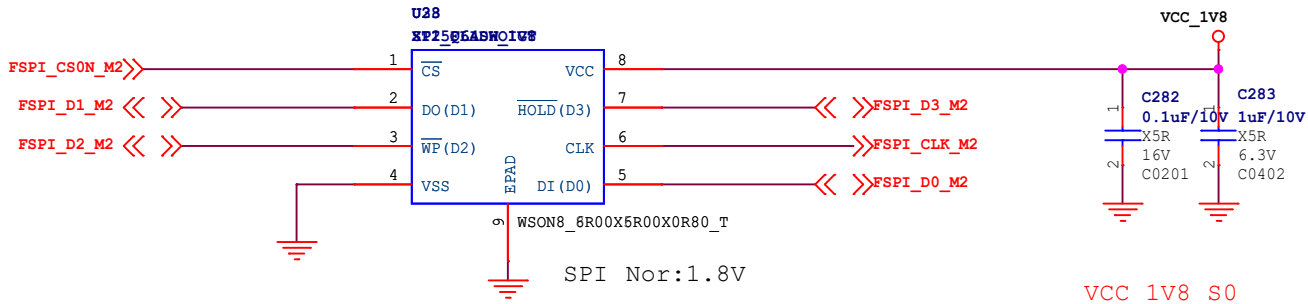 VCC_1V8
FSPI_CS0N_M2
1
CS
VCC
8
FSPI_D1_M2
2
DO(D1)
HOLD(D3)
7
FSPI_D3_M2
FSPI_D2_M2
3
WP(D2)
CLK
6
FSPI_CLK_M2
4
VSS
EPAD
DI(D0)
5
FSPI_D0_M2
9
SPI Nor:1.8V
1
C282
0.1uF/10V
X5R
16V
C0201
2
1
C283
1uF/10V
X5R
6.3V
C0402
2
VCC 1V8 S0